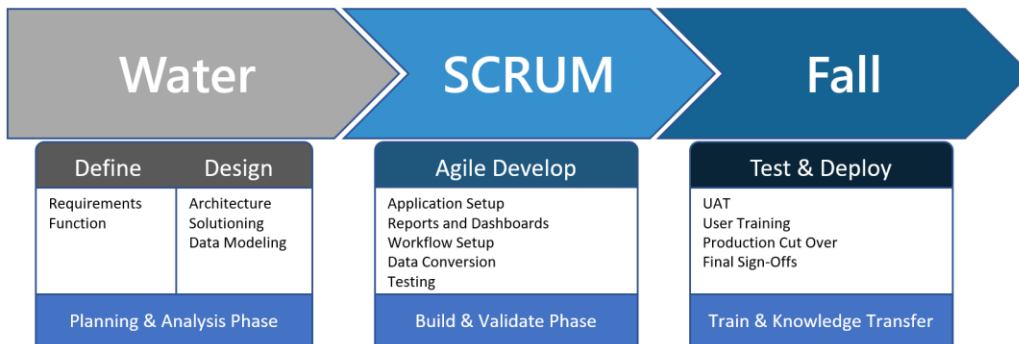 Water
SCRUM
Fall
Define
Design
Requirements
Function
Architecture
Solutioning
Data Modeling
Planning & Analysis Phase
Agile Develop
Application Setup
Reports and Dashboards
Workflow Setup
Data Conversion
Testing
Build & Validate Phase
Test & Deploy
UAT
User Training
Production Cut Over
Final Sign-Offs
Train & Knowledge Transfer